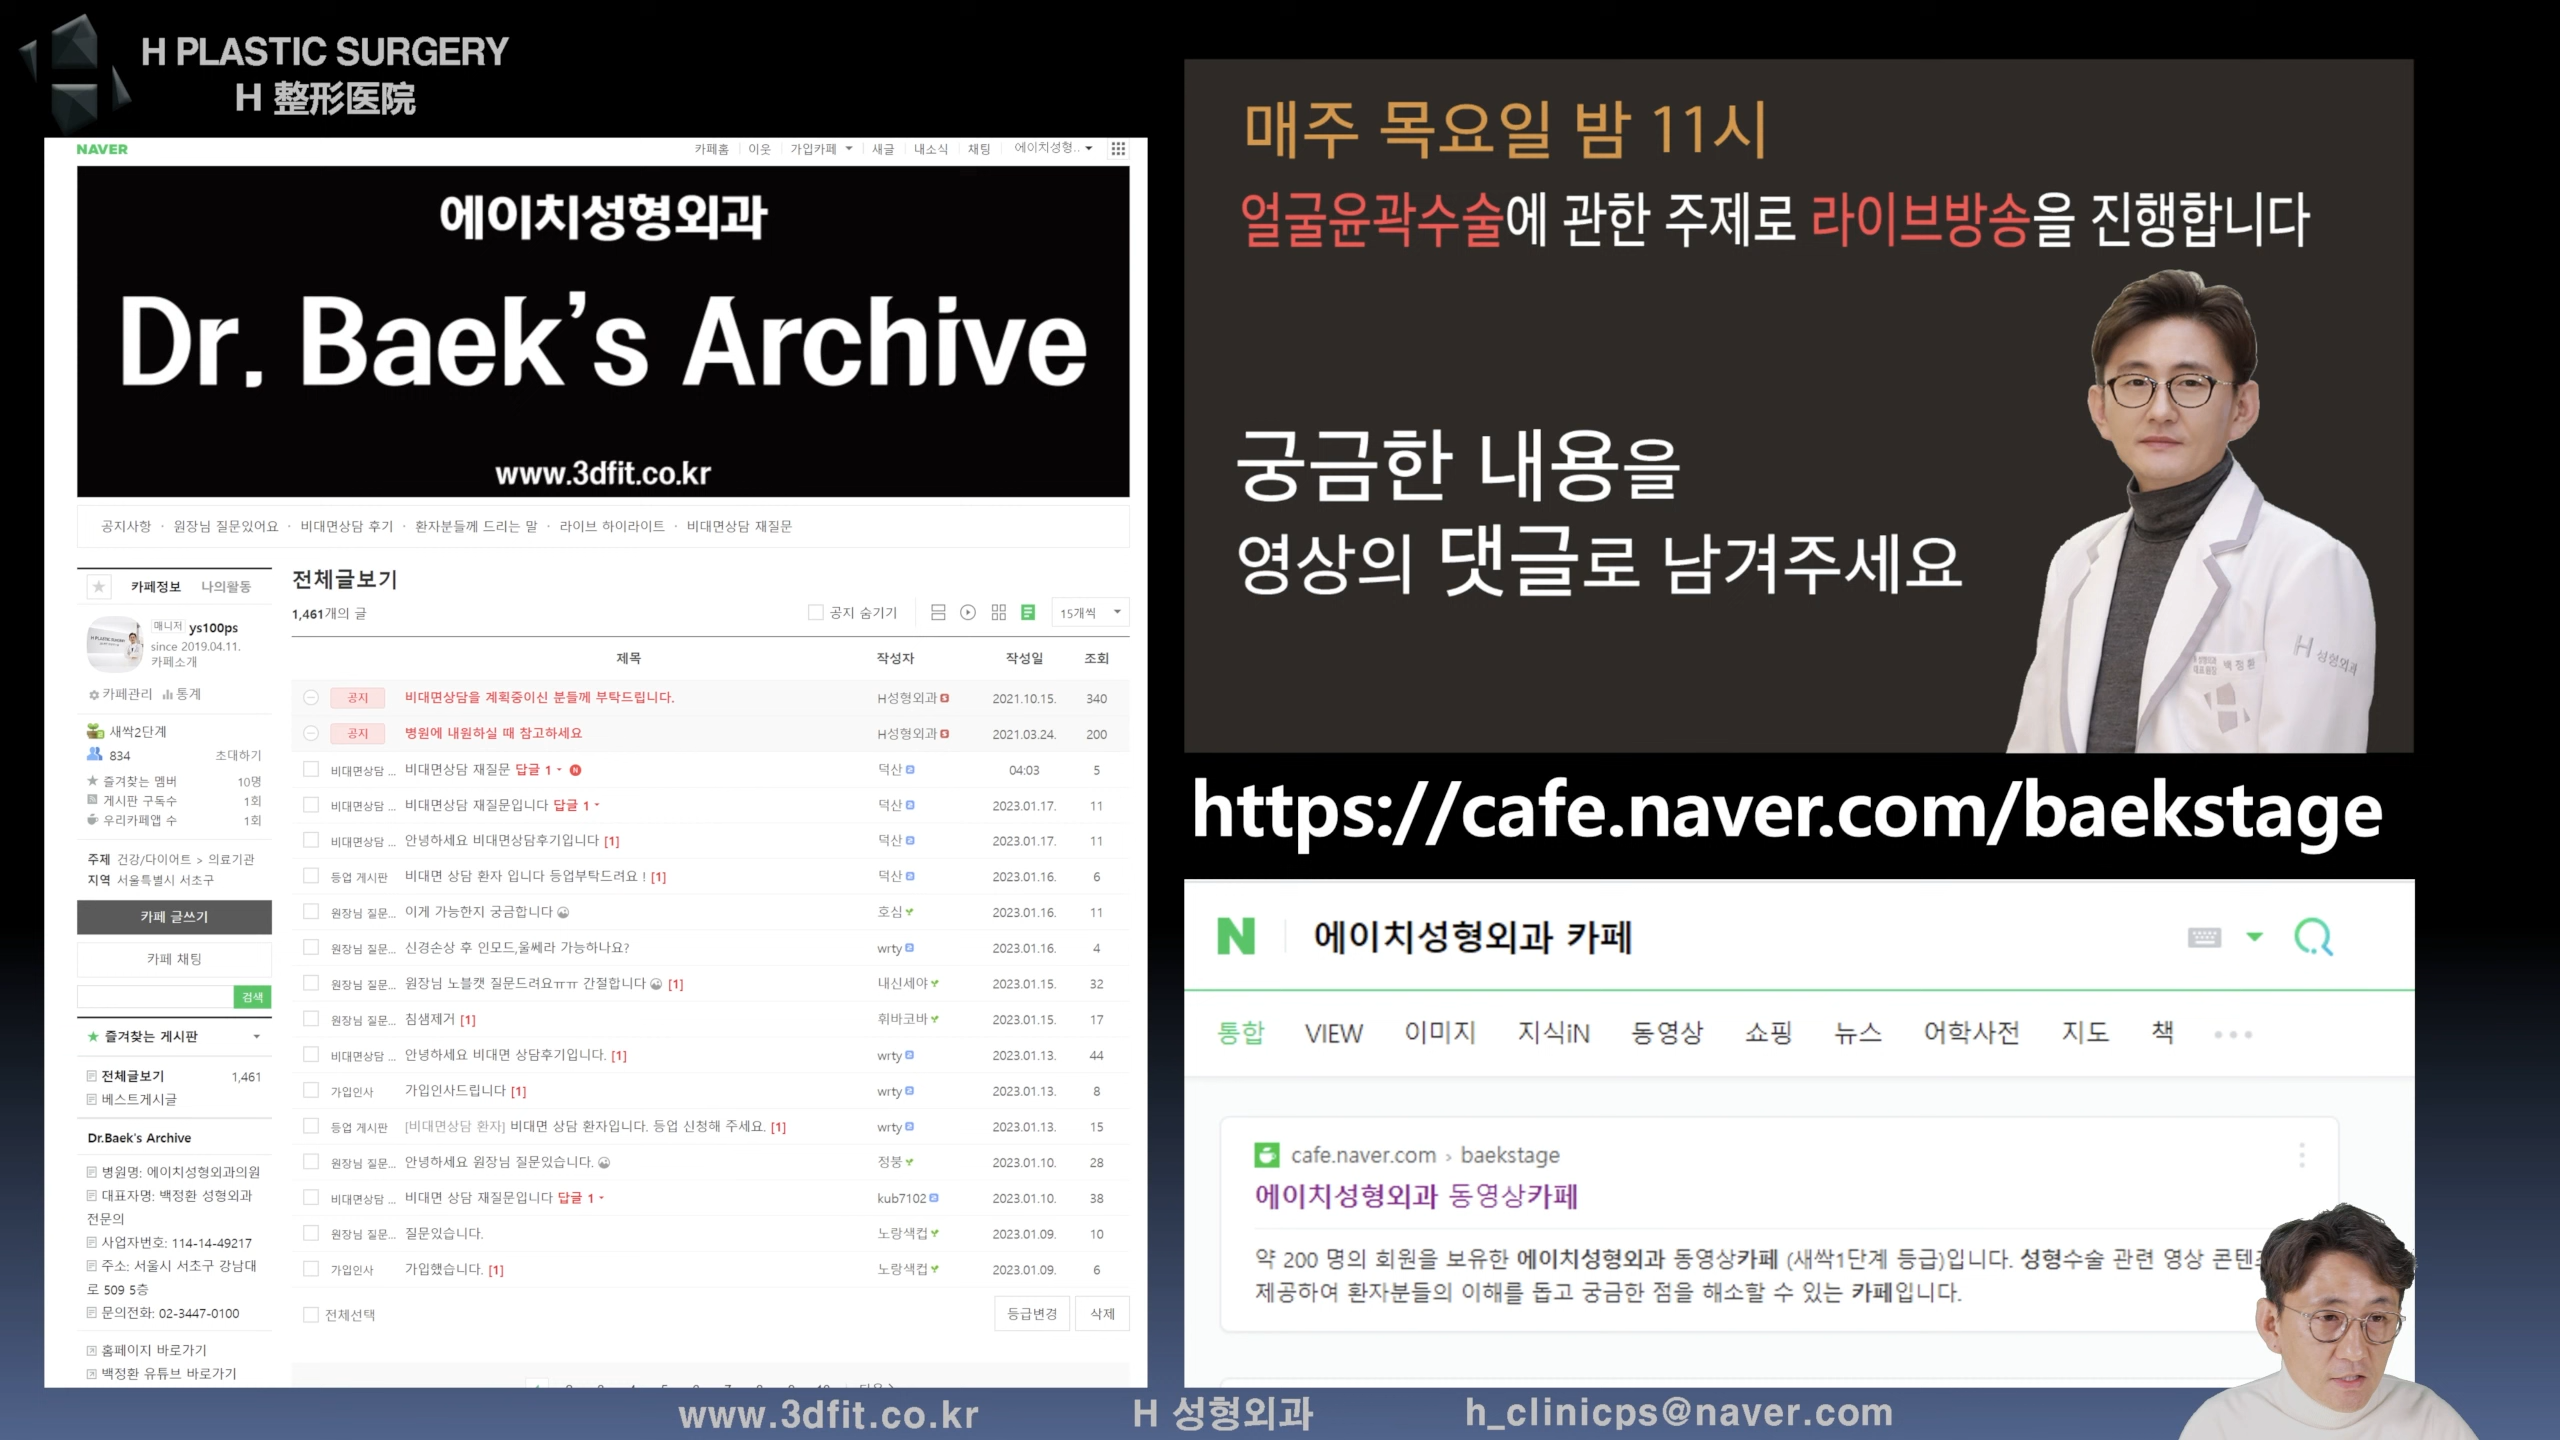 H PLASTIC SURGERY
H 整形医院
NAVER
카페홈 이웃 가입카페 새글 내소식 채팅 에이치성형..
에이치성형외과
Dr. Baek’s Archive
www.3dfit.co.kr
공지사항 · 원장님 질문있어요 · 비대면상담 후기 · 환자분들께 드리는 말 · 라이브 하이라이트 · 비대면상담 재질문
카페정보 나의활동
매니저 ys100ps
since 2019.04.11.
카페소개
카페관리 통계
새싹2단계
834 초대하기
즐겨찾는 멤버 10명
게시판 구독수 1회
우리카페앱 수 1회
주제 건강/다이어트 > 의료기관
지역 서울특별시 서초구
카페 글쓰기
카페 채팅
검색
즐겨찾는 게시판
전체글보기 1,461
베스트게시글
Dr.Baek's Archive
병원명: 에이치성형외과의원
대표자명: 백정환 성형외과
전문의
사업자번호: 114-14-49217
주소: 서울시 서초구 강남대
로 509 5층
문의전화: 02-3447-0100
홈페이지 바로가기
백정환 유튜브 바로가기
전체글보기
1,461개의 글
공지 숨기기 15개씩
제목 작성자 작성일 조회
공지 비대면상담을 계획중이신 분들께 부탁드립니다. H성형외과 2021.10.15. 340
공지 병원에 내원하실 때 참고하세요 H성형외과 2021.03.24. 200
비대면상담 ... 비대면상담 재질문 답글 1 N 덕산 04:03 5
비대면상담 ... 비대면상담 재질문입니다 답글 1 덕산 2023.01.17. 11
비대면상담 ... 안녕하세요 비대면상담후기입니다 [1] 덕산 2023.01.17. 11
등업 게시판 비대면 상담 환자 입니다 등업부탁드려요 ! [1] 덕산 2023.01.16. 6
원장님 질문... 이게 가능한지 궁금합니다 호심 2023.01.16. 11
원장님 질문... 신경손상 후 인모드,울쎄라 가능하나요? wrty 2023.01.16. 4
원장님 질문... 원장님 노블캣 질문드려요ㅠㅠ 간절합니다 [1] 내신세야 2023.01.15. 32
원장님 질문... 침샘제거 [1] 휘바코바 2023.01.15. 17
비대면상담 ... 안녕하세요 비대면 상담후기입니다. [1] wrty 2023.01.13. 44
가입인사 가입인사드립니다 [1] wrty 2023.01.13. 8
등업 게시판 [비대면상담 환자] 비대면 상담 환자입니다. 등업 신청해 주세요. [1] wrty 2023.01.13. 15
원장님 질문... 안녕하세요 원장님 질문있습니다. 정붕 2023.01.10. 28
비대면상담 ... 비대면 상담 재질문입니다 답글 1 kub7102 2023.01.10. 38
원장님 질문... 질문있습니다. 노랑색컵 2023.01.09. 10
가입인사 가입했습니다. [1] 노랑색컵 2023.01.09. 6
전체선택 등급변경 삭제
매주 목요일 밤 11시
얼굴윤곽수술에 관한 주제로 라이브방송을 진행합니다
궁금한 내용을
영상의 댓글로 남겨주세요
백정환
H 성형외과
https://cafe.naver.com/baekstage
N 에이치성형외과 카페
통합 VIEW 이미지 지식iN 동영상 쇼핑 뉴스 어학사전 지도 책
cafe.naver.com › baekstage
에이치성형외과 동영상카페
약 200 명의 회원을 보유한 에이치성형외과 동영상카페 (새싹1단계 등급)입니다. 성형수술 관련 영상
제공하여 환자분들의 이해를 돕고 궁금한 점을 해소할 수 있는 카페입니다.
www.3dfit.co.kr H 성형외과 h_clinicps@naver.com